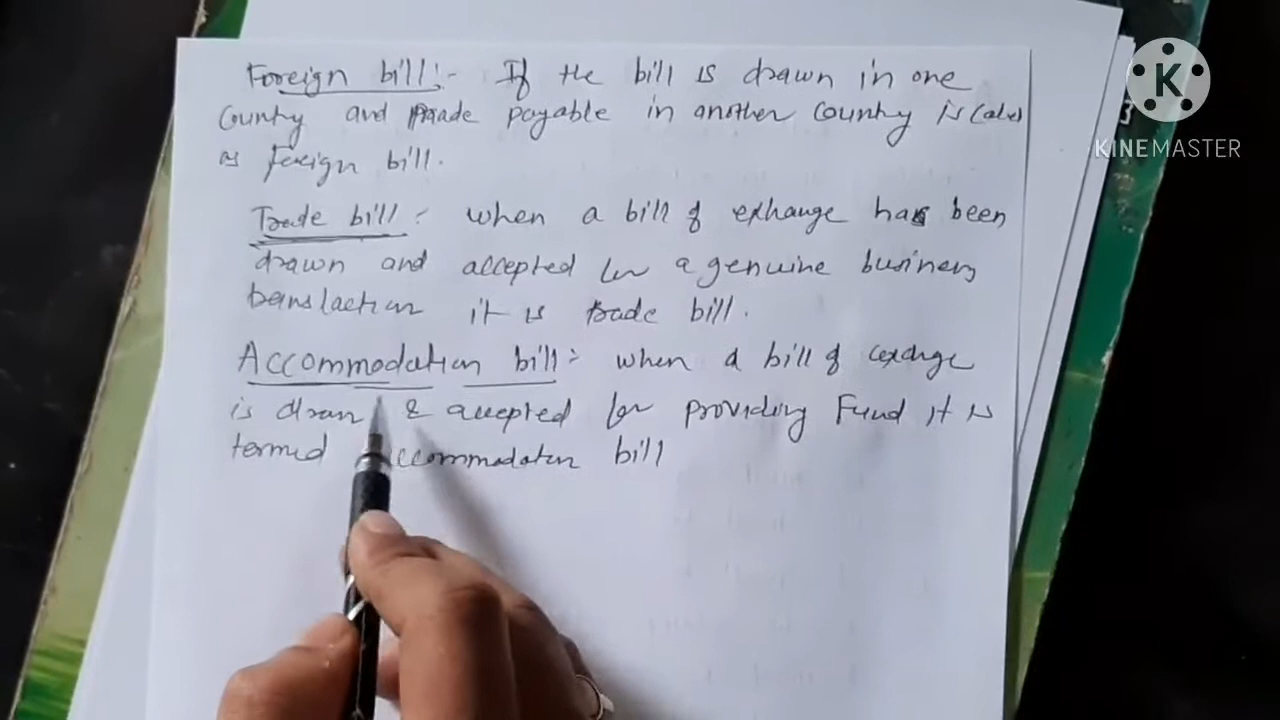 Foreign bill:- If the bill is drawn in one
Country and made payable in another Country is
as foreign bill.
Trade bill:- when a bill of exhange has been
drawn and accepted for a genuine business
translaction it is trade bill.
Accommodation bill:- when a bill of exchange
is drawn & accepted for providing Fund it is
termed accommodation bill
K
KINEMASTER